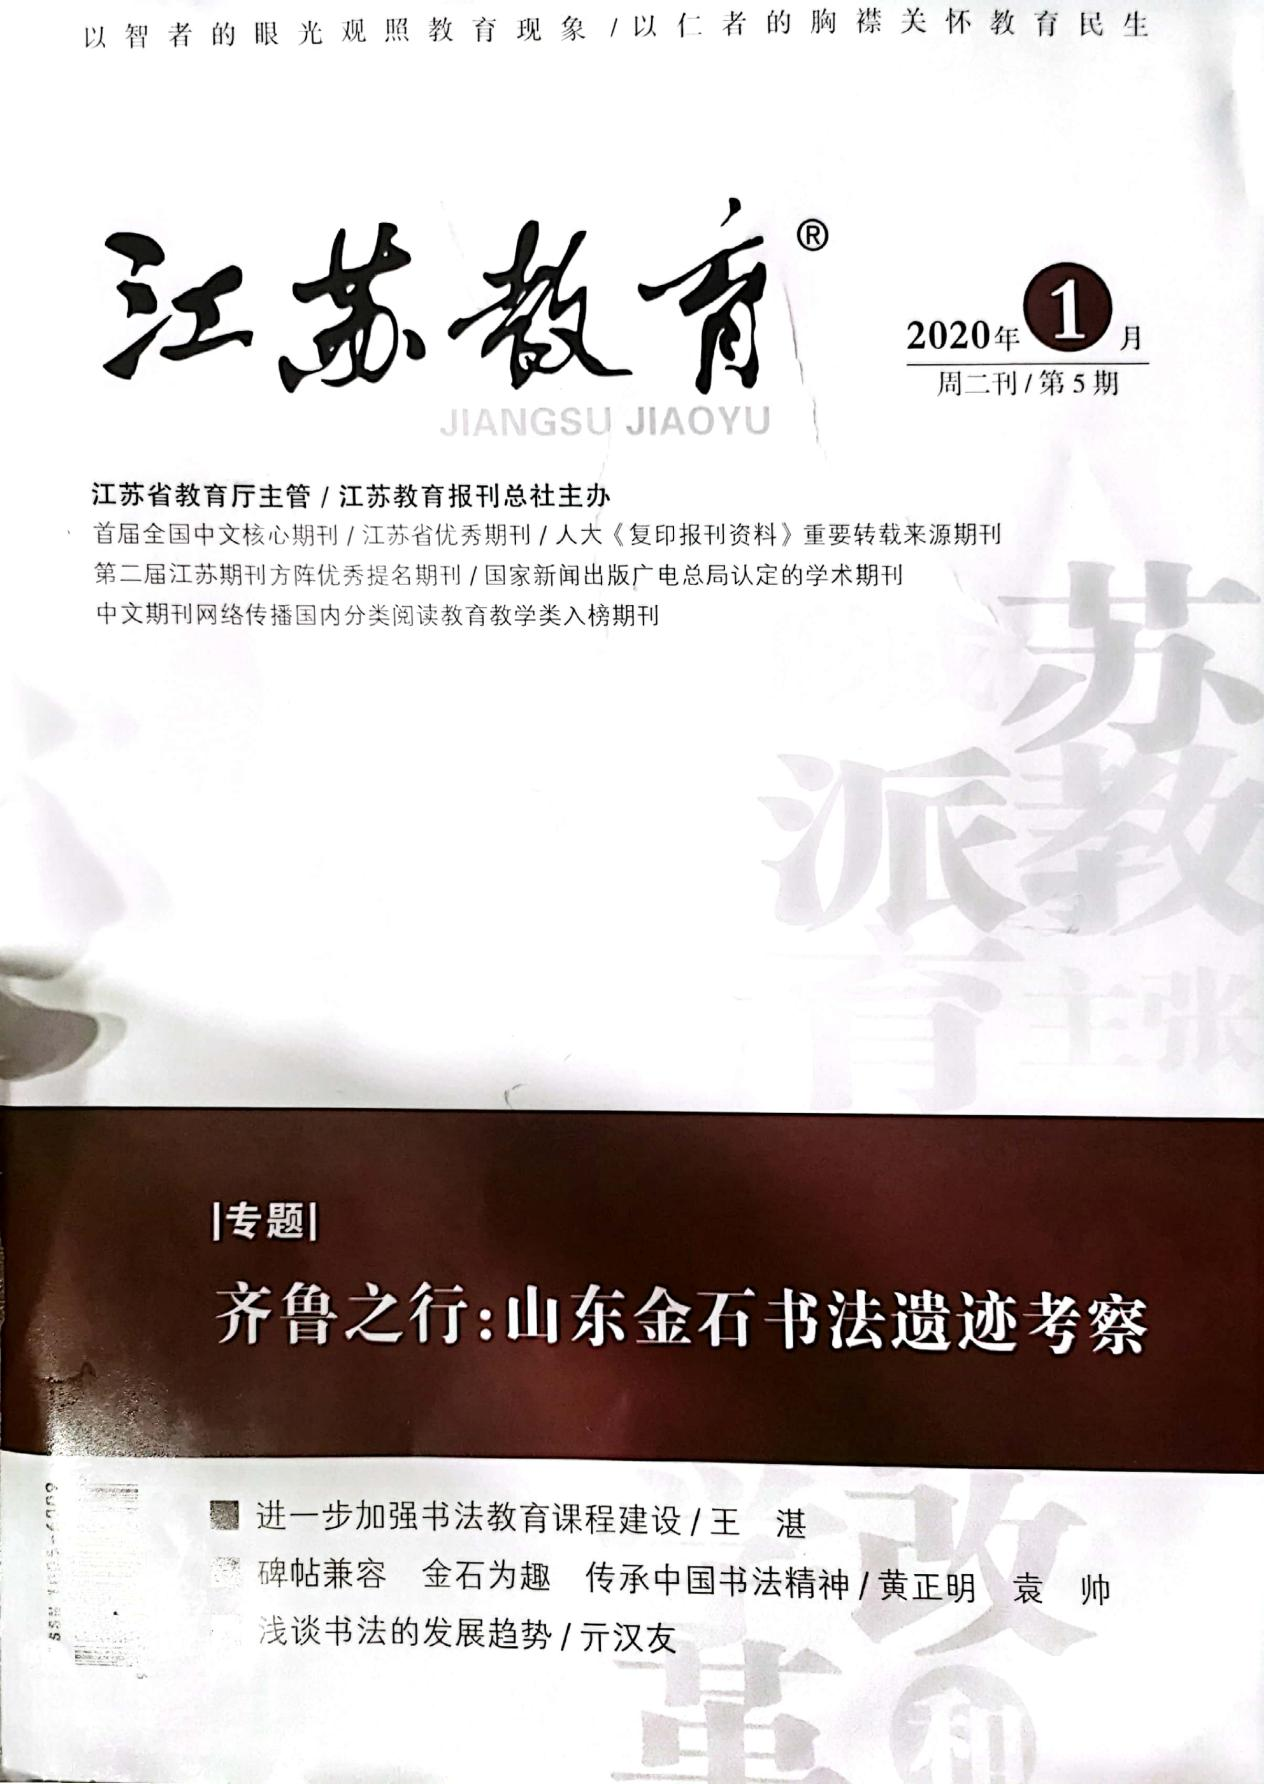 以智者的眼光观照教育现象/以仁者的胸襟关怀教育民生
江苏教育®
JIANGSU JIAOYU
2020年1月
周二刊/第5期
江苏省教育厅主管/江苏教育报刊总社主办
首届全国中文核心期刊/江苏省优秀期刊/人大《复印报刊资料》重要转载来源期刊
第二届江苏期刊方阵优秀提名期刊/国家新闻出版广电总局认定的学术期刊
中文期刊网络传播国内分类阅读教育教学类入榜期刊
苏
派教
育主张
|专题|
齐鲁之行:山东金石书法遗迹考察
进一步加强书法教育课程建设/王 湛
碑帖兼容 金石为趣 传承中国书法精神/黄正明 袁 帅
浅谈书法的发展趋势/亓汉友
改
革
和